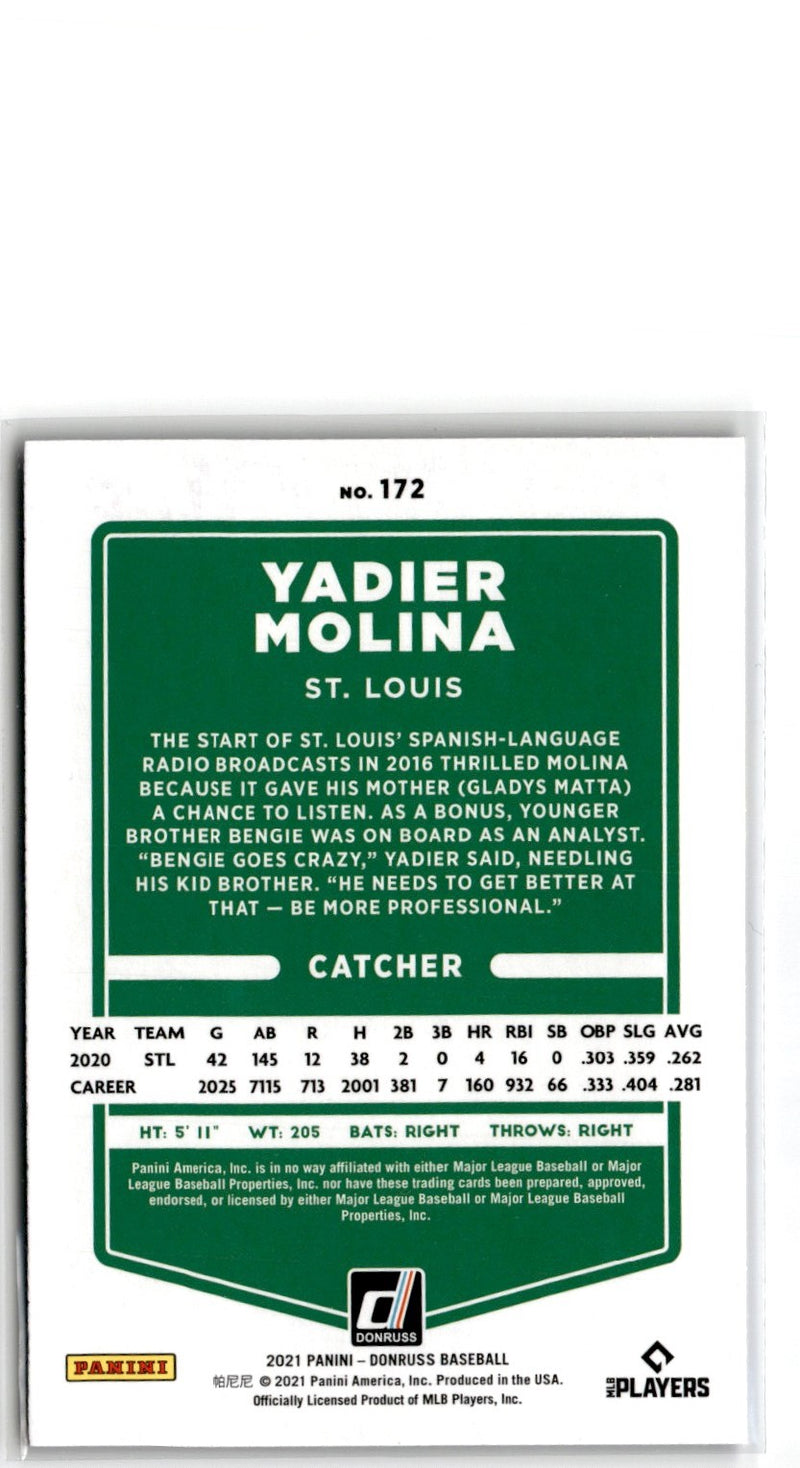 NO. 172
YADIER
MOLINA
ST. LOUIS
THE START OF ST. LOUIS' SPANISH-LANGUAGE
RADIO BROADCASTS IN 2016 THRILLED MOLINA
BECAUSE IT GAVE HIS MOTHER (GLADYS MATTA)
A CHANCE TO LISTEN. AS A BONUS, YOUNGER
BROTHER BENGIE WAS ON BOARD AS AN ANALYST.
“BENGIE GOES CRAZY,” YADIER SAID, NEEDLING
HIS KID BROTHER. “HE NEEDS TO GET BETTER AT
THAT — BE MORE PROFESSIONAL.”
CATCHER
YEAR TEAM G AB R H 2B 3B HR RBI SB OBP SLG AVG
2020 STL 42 145 12 38 2 0 4 16 0 .303 .359 .262
CAREER 2025 7115 713 2001 381 7 160 932 66 .333 .404 .281
HT: 5' 11" WT: 205 BATS: RIGHT THROWS: RIGHT
Panini America, Inc. is in no way affiliated with either Major League Baseball or Major
League Baseball Properties, Inc. nor have these trading cards been prepared, approved,
endorsed, or licensed by either Major League Baseball or Major League Baseball
Properties, Inc.
d
DONRUSS
PANINI
2021 PANINI – DONRUSS BASEBALL
帕尼尼 © 2021 Panini America, Inc. Produced in the USA.
Officially Licensed Product of MLB Players, Inc.
MLB PLAYERS